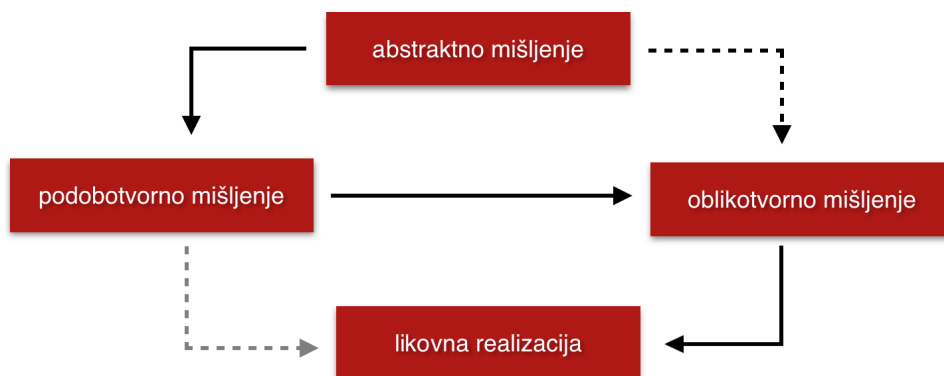 abstraktno mišljenje
podobotvorno mišljenje
oblikotvorno mišljenje
likovna realizacija